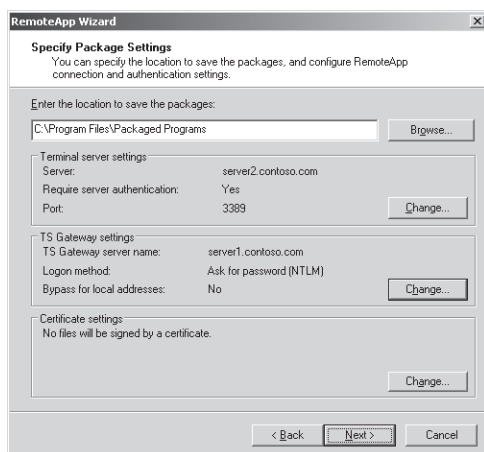 RemoteApp Wizard
Specify Package Settings
You can specify the location to save the packages, and configure RemoteApp
connection and authentication settings.
Enter the location to save the packages:
C:\Program Files\Packaged Programs
Browse...
Terminal server settings
Server: server2.contoso.com
Require server authentication: Yes
Port: 3389
Change...
TS Gateway settings
TS Gateway server name: server1.contoso.com
Logon method: Ask for password (NTLM)
Bypass for local addresses: No
Change...
Certificate settings
No files will be signed by a certificate.
Change...
< Back Next > Cancel